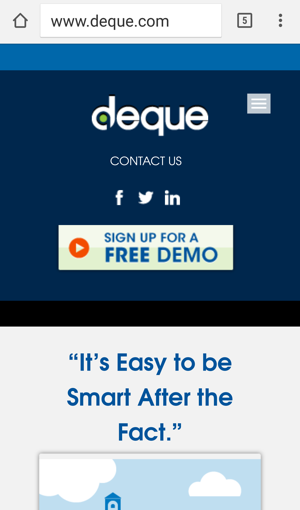 www.deque.com
5
deque
CONTACT US
f in
SIGN UP FOR A
FREE DEMO
“It’s Easy to be
Smart After the
Fact.”